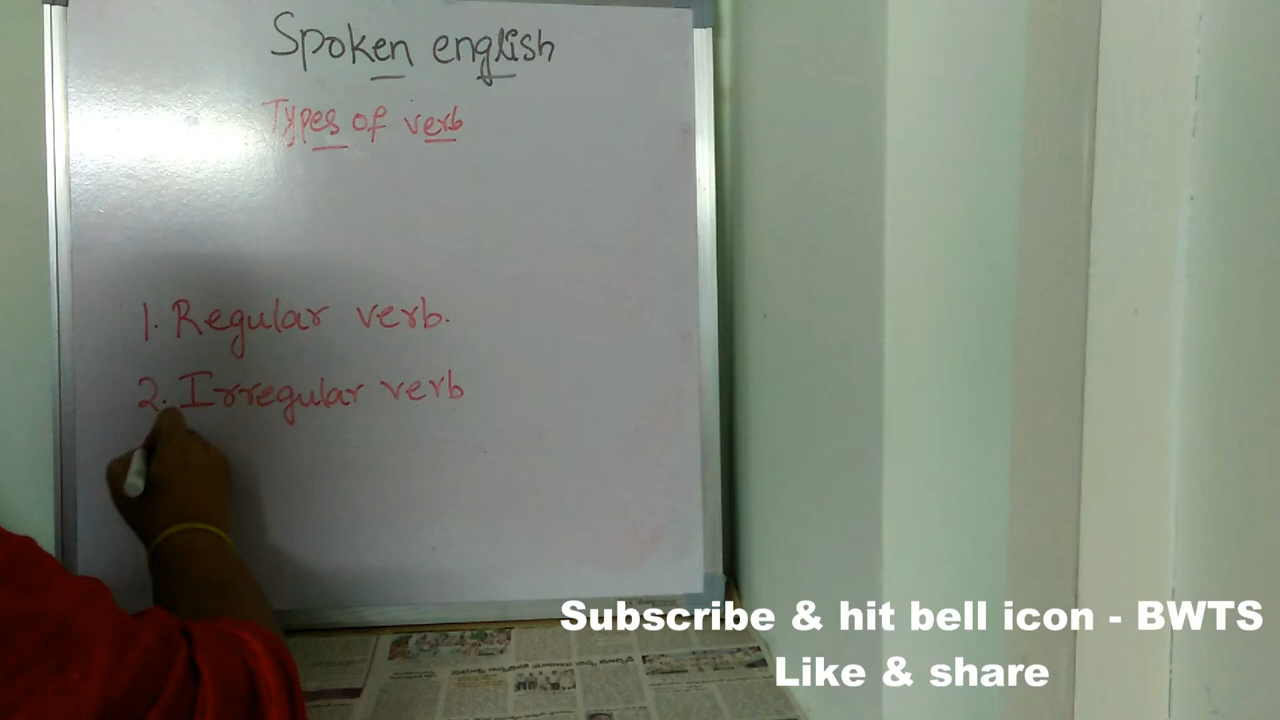 Spoken english
Types of verb
1. Regular verb.
2. Irregular verb
Subscribe & hit bell icon - BWTS
Like & share